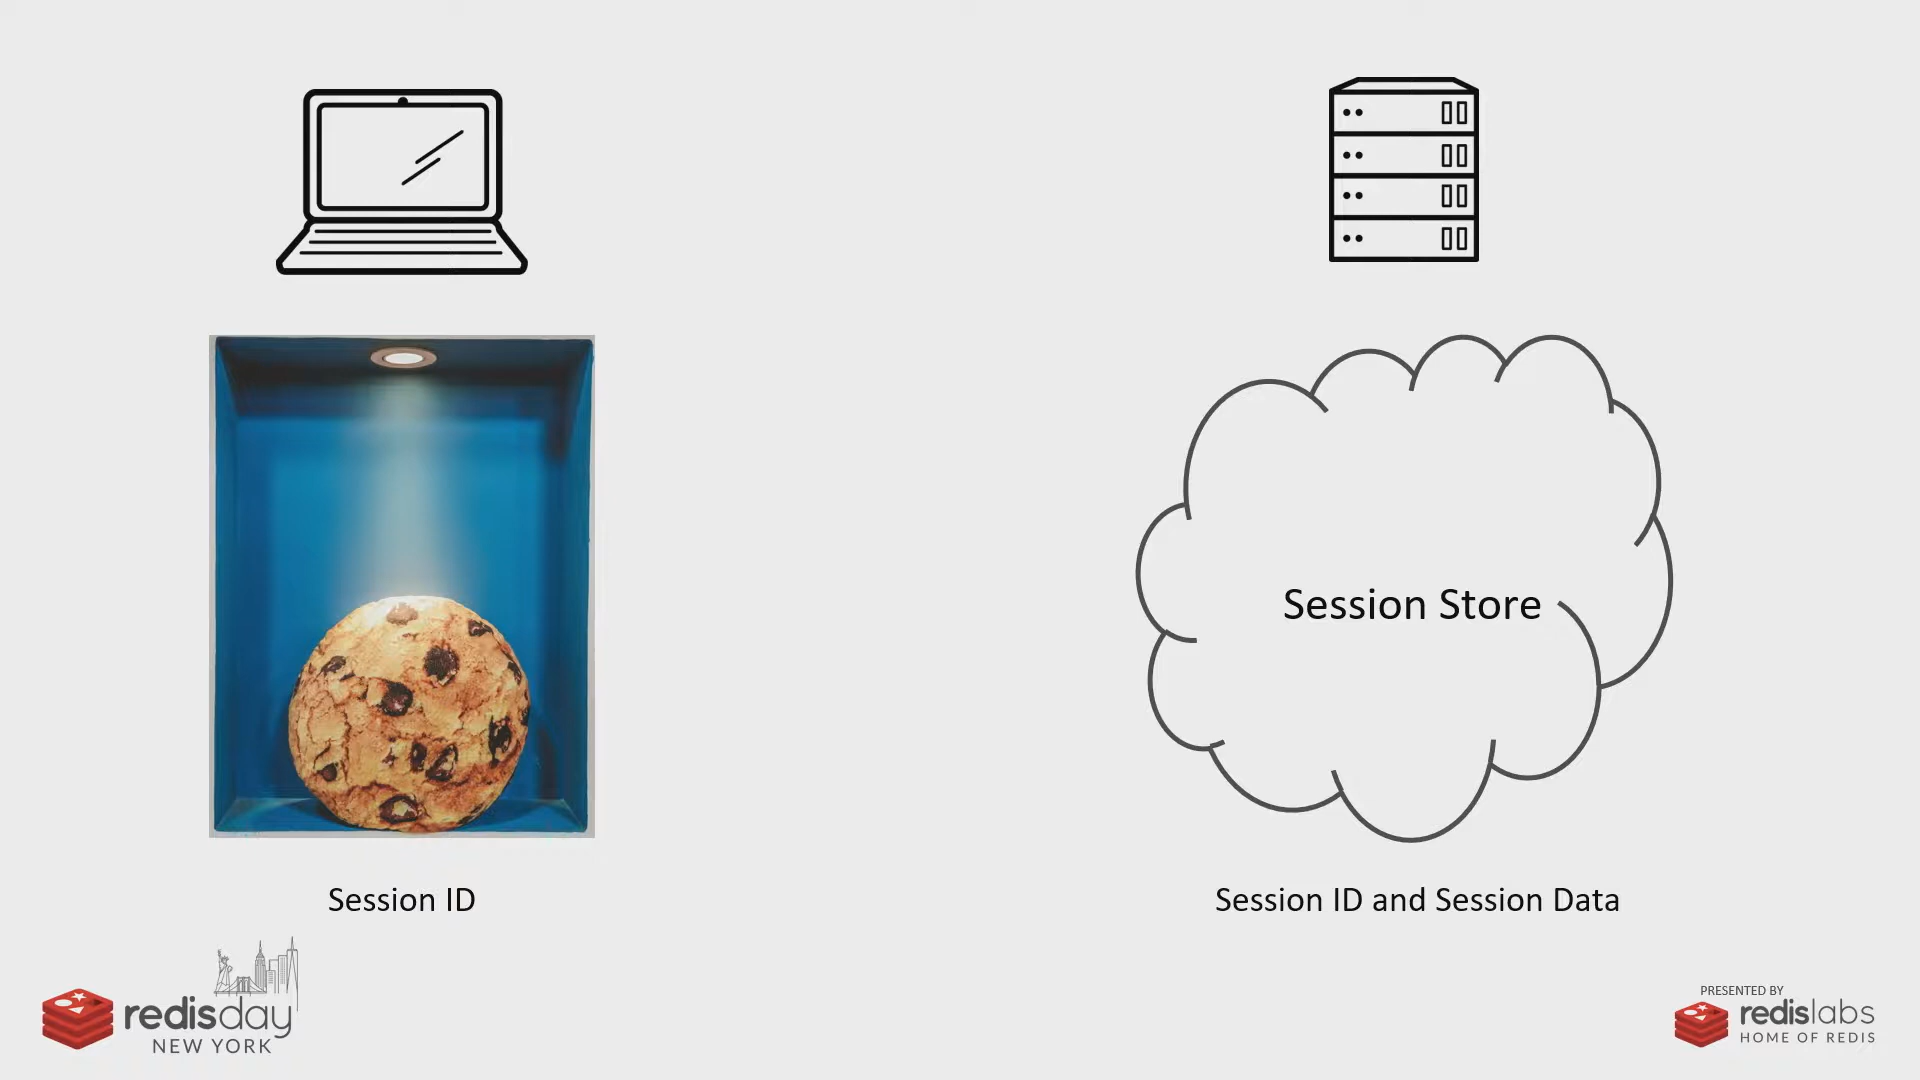 Session Store
Session ID
Session ID and Session Data
redisday
NEW YORK
PRESENTED BY
redislabs
HOME OF REDIS